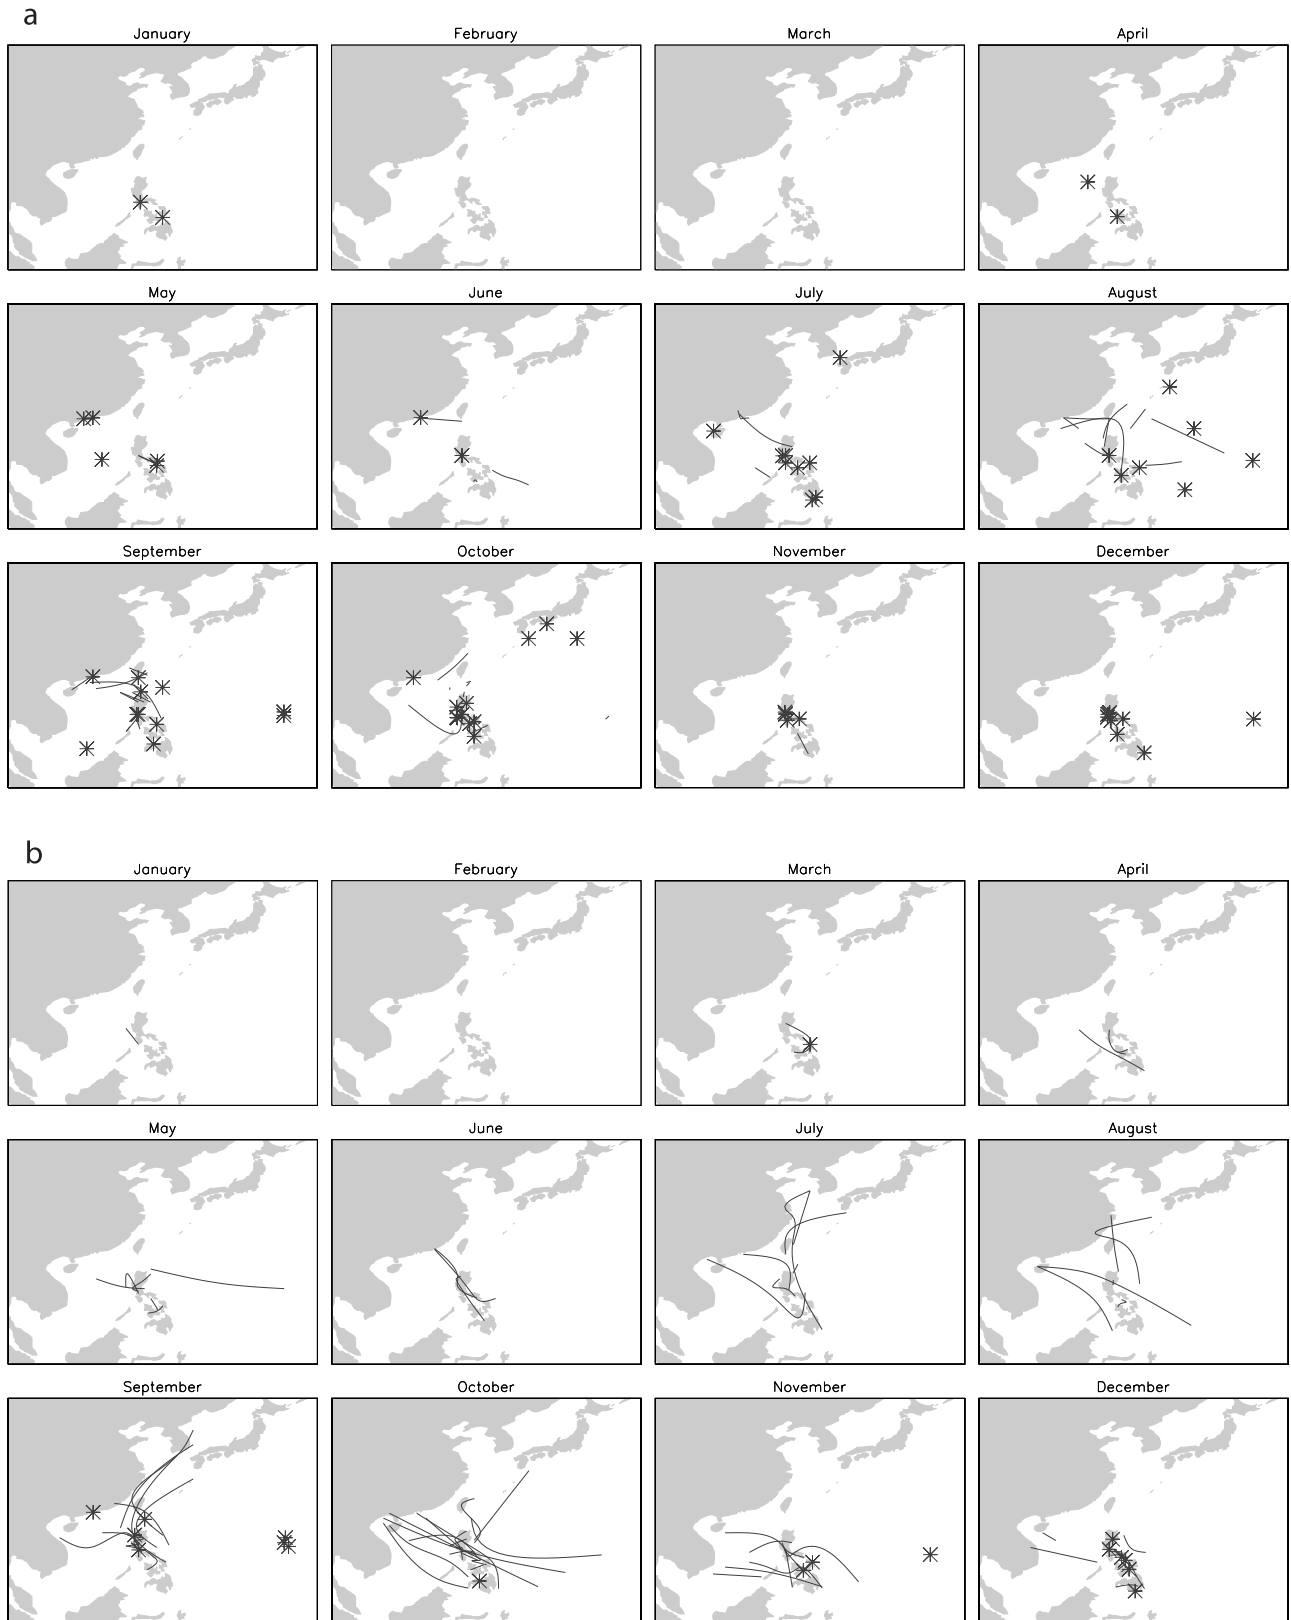 a
January February March April
May June July August
September October November December
b
January February March April
May June July August
September October November December